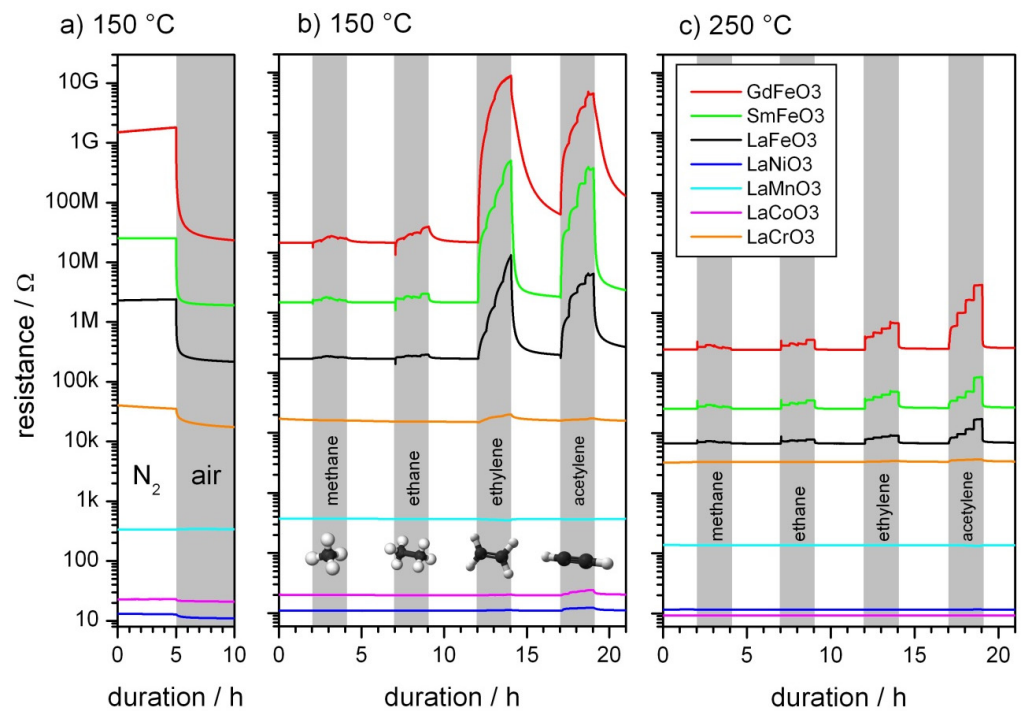 a) 150 °C
b) 150 °C
c) 250 °C
resistance / Ω
10G
1G
100M
10M
1M
100k
10k
1k
100
10
N2
air
0 5 10
duration / h
methane
ethane
ethylene
acetylene
0 5 10 15 20
duration / h
GdFeO3
SmFeO3
LaFeO3
LaNiO3
LaMnO3
LaCoO3
LaCrO3
methane
ethane
ethylene
acetylene
0 5 10 15 20
duration / h